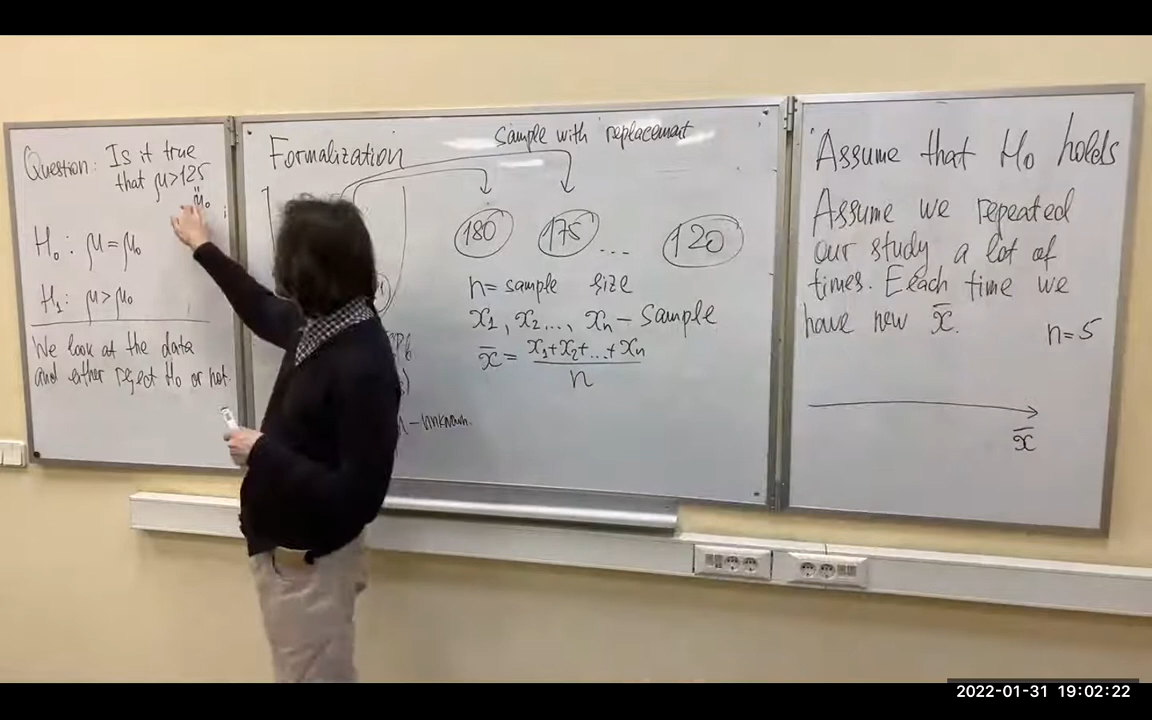 Question: Is it true
that μ>125
"
μ₀
H₀: μ=μ₀
H₁: μ>μ₀
We look at the data
and either reject H₀ or not.
Formalization
sample with replacement
180 175 ... 120
n=sample size
x₁, x₂..., xₙ - sample
x̄ = x₁+x₂+...+xₙ
n
- unknown.
Assume that H₀ holds
Assume we repeated
our study a lot of
times. Each time we
have new x̄.
n=5
x̄
2022-01-31 19:02:22